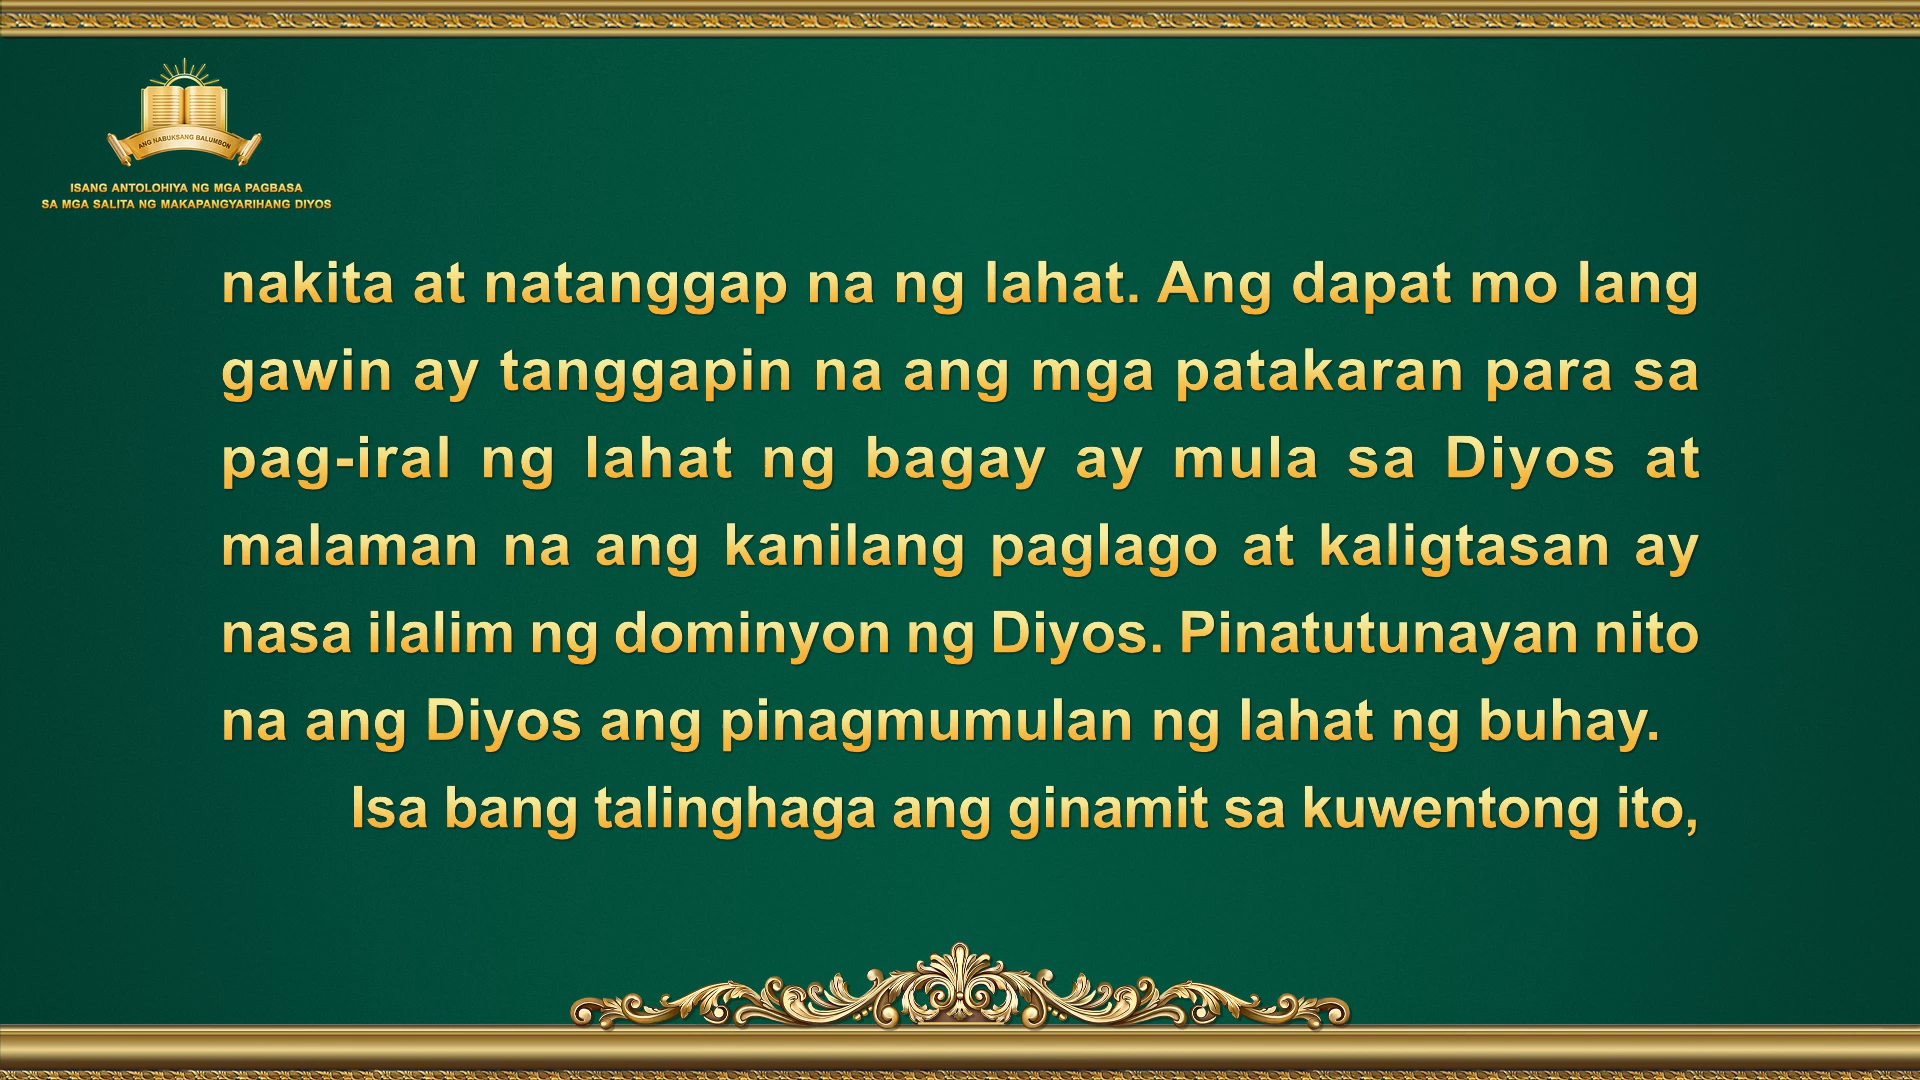 ANG NABUKSANG BALUMBON
ISANG ANTOLOHIYA NG MGA PAGBASA
SA MGA SALITA NG MAKAPANGYARIHANG DIYOS
nakita at natanggap na ng lahat. Ang dapat mo lang
gawin ay tanggapin na ang mga patakaran para sa
pag-iral ng lahat ng bagay ay mula sa Diyos at
malaman na ang kanilang paglago at kaligtasan ay
nasa ilalim ng dominyon ng Diyos. Pinatutunayan nito
na ang Diyos ang pinagmumulan ng lahat ng buhay.
Isa bang talinghaga ang ginamit sa kuwentong ito,